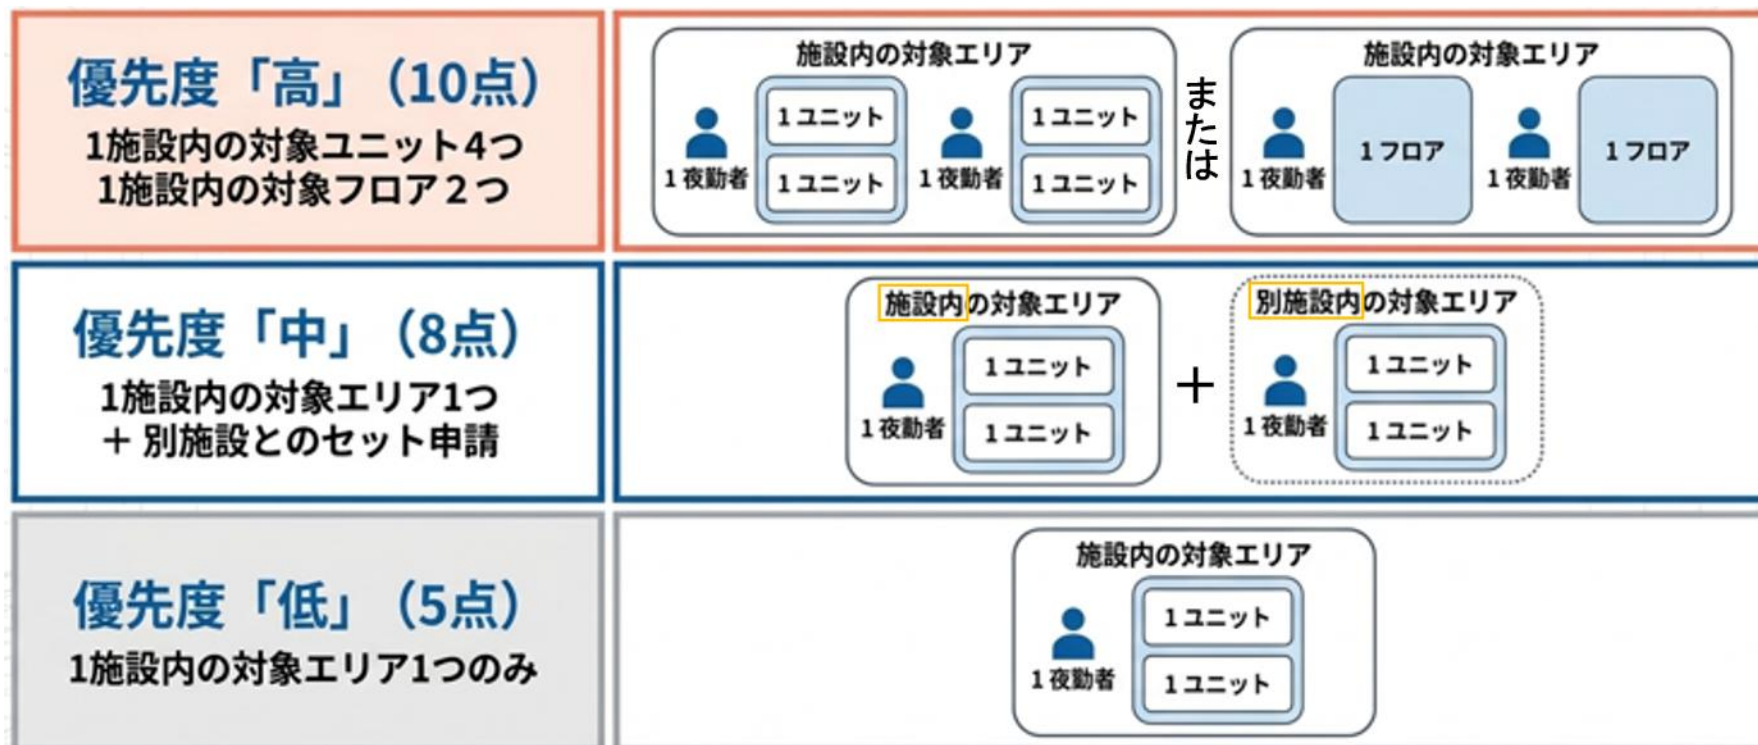 優先度「高」（10点）
1施設内の対象ユニット4つ
1施設内の対象フロア２つ
施設内の対象エリア
1夜勤者
1ユニット
1ユニット
1夜勤者
1ユニット
1ユニット
または
施設内の対象エリア
1夜勤者
1フロア
1夜勤者
1フロア
優先度「中」（8点）
1施設内の対象エリア1つ
＋ 別施設とのセット申請
施設内の対象エリア
1夜勤者
1ユニット
1ユニット
＋
別施設内の対象エリア
1夜勤者
1ユニット
1ユニット
優先度「低」（5点）
1施設内の対象エリア1つのみ
施設内の対象エリア
1夜勤者
1ユニット
1ユニット